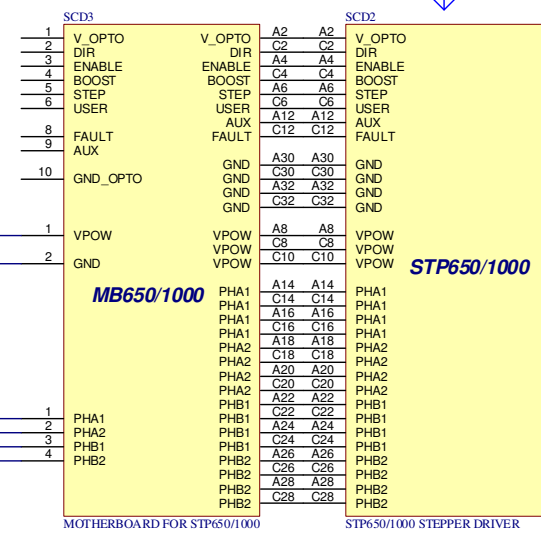 SCD3 SCD2
1 V_OPTO V_OPTO A2 A2 V_OPTO
2 DIR DIR C2 C2 DIR
3 ENABLE ENABLE A4 A4 ENABLE
4 BOOST BOOST C4 C4 BOOST
5 STEP STEP A6 A6 STEP
6 USER USER C6 C6 USER
AUX A12 A12 AUX
8 FAULT FAULT C12 C12 FAULT
9 AUX
GND A30 A30 GND
10 GND_OPTO GND C30 C30 GND
GND A32 A32 GND
GND C32 C32 GND
1 VPOW VPOW A8 A8 VPOW
VPOW C8 C8 VPOW
2 GND VPOW C10 C10 VPOW
STP650/1000
MB650/1000
PHA1 A14 A14 PHA1
PHA1 C14 C14 PHA1
PHA1 A16 A16 PHA1
PHA1 C16 C16 PHA1
PHA2 A18 A18 PHA2
PHA2 C18 C18 PHA2
PHA2 A20 A20 PHA2
PHA2 C20 C20 PHA2
PHB1 A22 A22 PHB1
1 PHA1 PHB1 C22 C22 PHB1
2 PHA2 PHB1 A24 A24 PHB1
3 PHB1 PHB1 C24 C24 PHB1
4 PHB2 PHB2 A26 A26 PHB2
PHB2 C26 C26 PHB2
PHB2 A28 A28 PHB2
PHB2 C28 C28 PHB2
MOTHERBOARD FOR STP650/1000 STP650/1000 STEPPER DRIVER